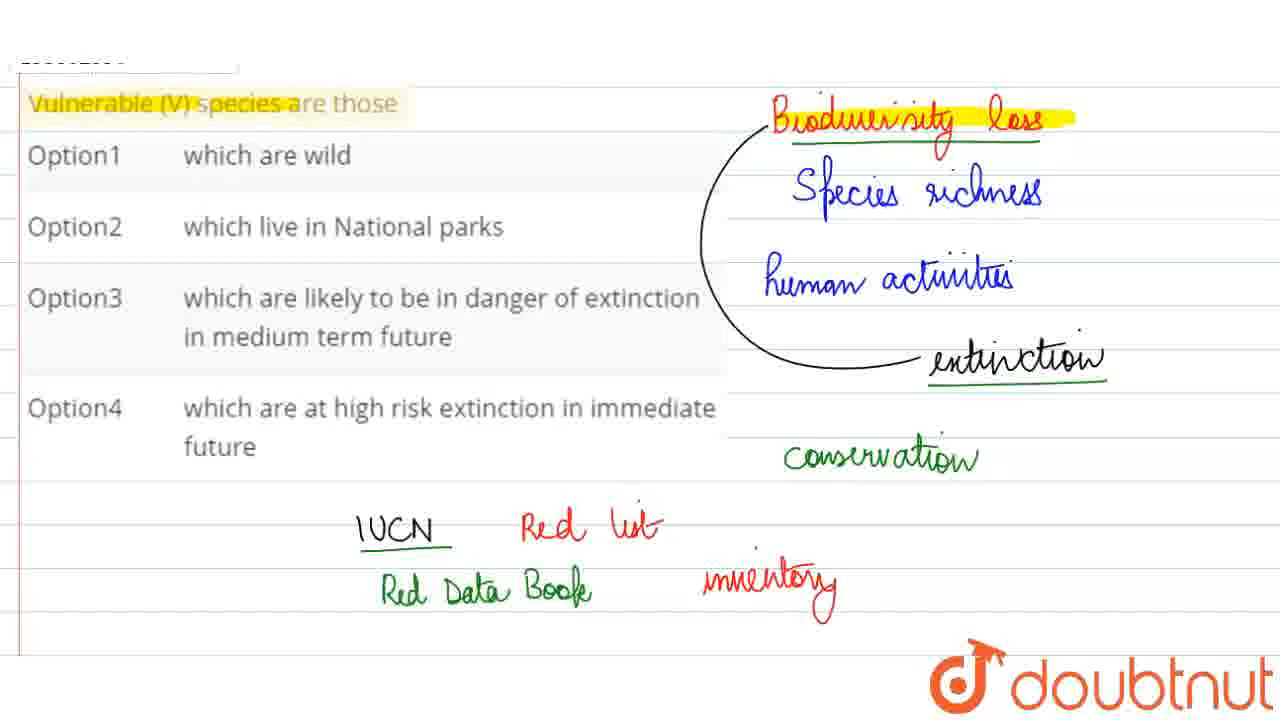 Vulnerable (V) species are those
Option1 which are wild
Option2 which live in National parks
Option3 which are likely to be in danger of extinction
in medium term future
Option4 which are at high risk extinction in immediate
future
Biodiversity loss
Species richness
human activities
extinction
conservation
IUCN Red list
Red Data Book inventory
doubtnut